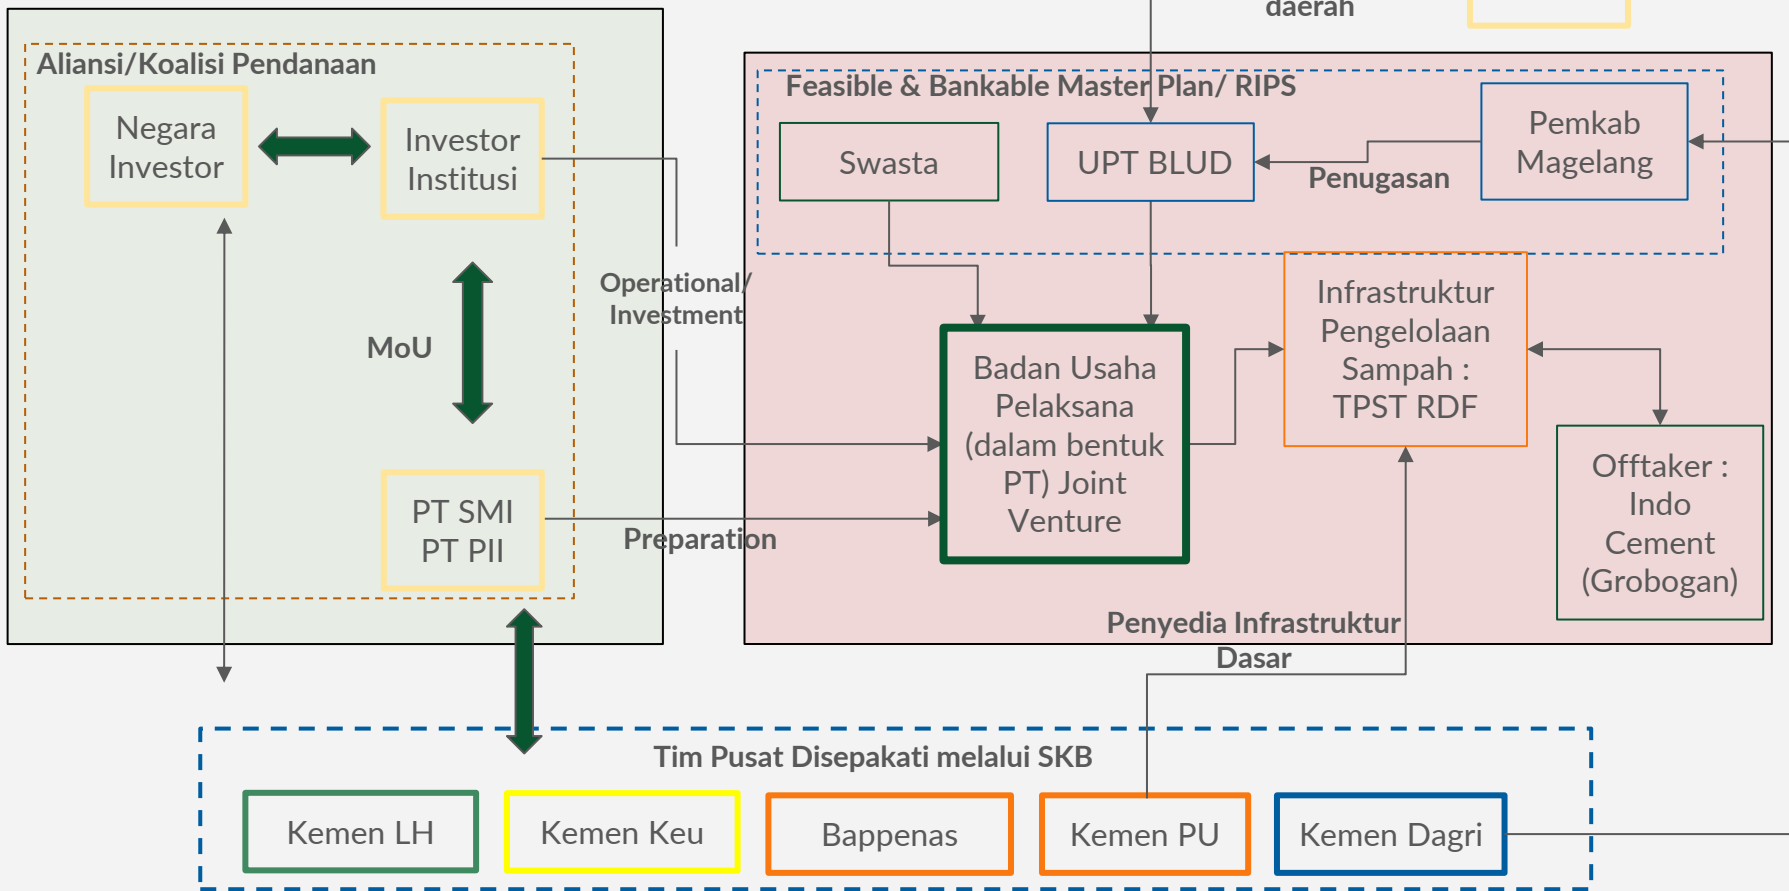 daerah
Aliansi/Koalisi Pendanaan
Negara
Investor
Investor
Institusi
MoU
PT SMI
PT PII
Operational/
Investment
Preparation
Feasible & Bankable Master Plan/ RIPS
Swasta
UPT BLUD
Penugasan
Pemkab
Magelang
Badan Usaha
Pelaksana
(dalam bentuk
PT) Joint
Venture
Infrastruktur
Pengelolaan
Sampah :
TPST RDF
Offtaker :
Indo
Cement
(Grobogan)
Penyedia Infrastruktur
Dasar
Tim Pusat Disepakati melalui SKB
Kemen LH
Kemen Keu
Bappenas
Kemen PU
Kemen Dagri